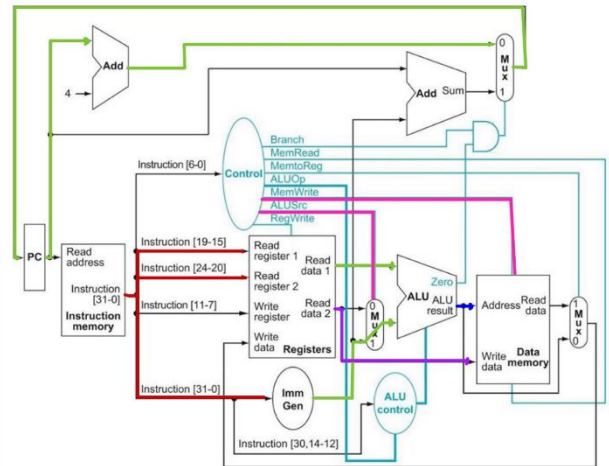 Add
4
0
M
u
x
1
Add
Sum
Branch
MemRead
MemtoReg
ALUOp
MemWrite
ALUSrc
RegWrite
Control
Instruction [6-0]
PC
Read
address
Instruction
[31-0]
Instruction
memory
Instruction [19-15]
Instruction [24-20]
Instruction [11-7]
Read
register 1
Read
register 2
Write
register
Write
data
Read
data 1
Read
data 2
Registers
0
M
u
x
1
Zero
ALU
ALU
result
Address
Read
data
Write
data
Data
memory
1
M
u
x
0
Instruction [31-0]
Imm
Gen
ALU
control
Instruction [30,14-12]